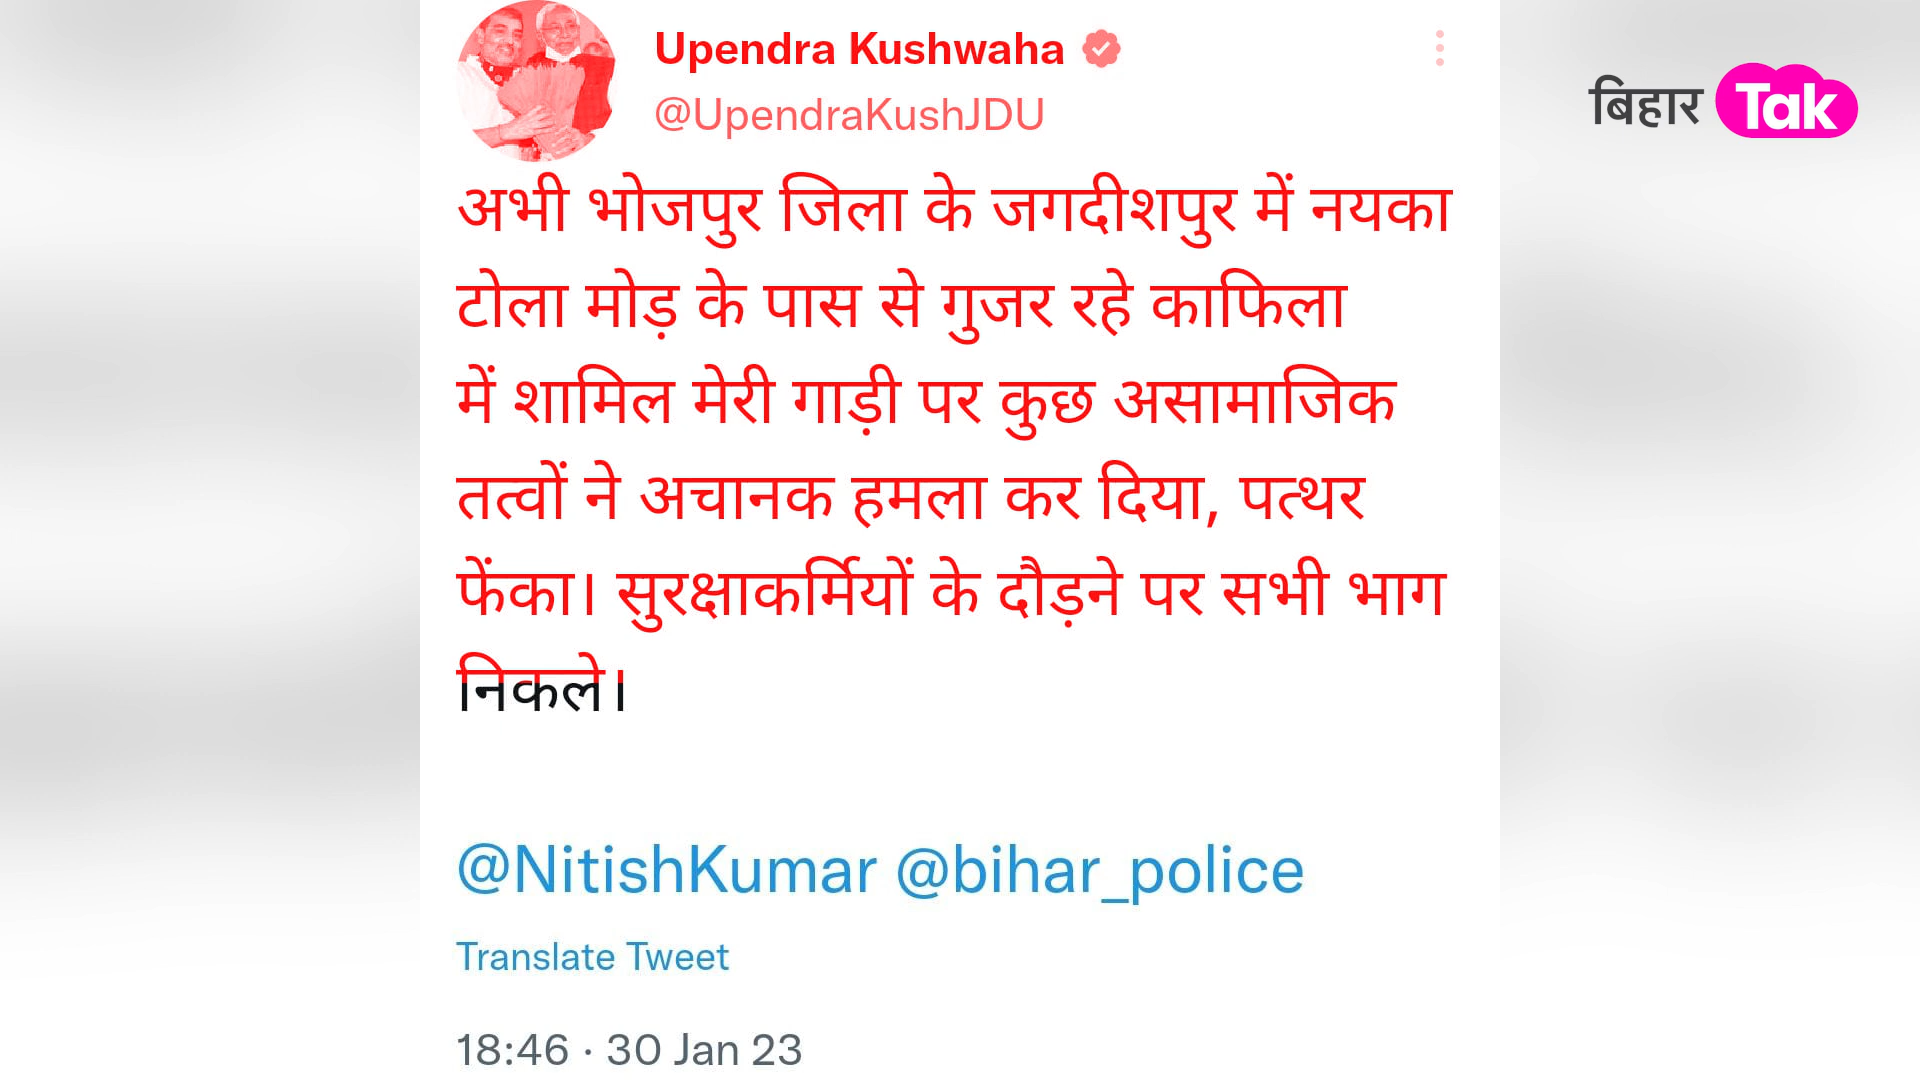 Upendra Kushwaha
@UpendraKushJDU
बिहार Tak
अभी भोजपुर जिला के जगदीशपुर में नयका
टोला मोड़ के पास से गुजर रहे काफिला
में शामिल मेरी गाड़ी पर कुछ असामाजिक
तत्वों ने अचानक हमला कर दिया, पत्थर
फेंका। सुरक्षाकर्मियों के दौड़ने पर सभी भाग
निकले।
@NitishKumar @bihar_police
Translate Tweet
18:46 · 30 Jan 23